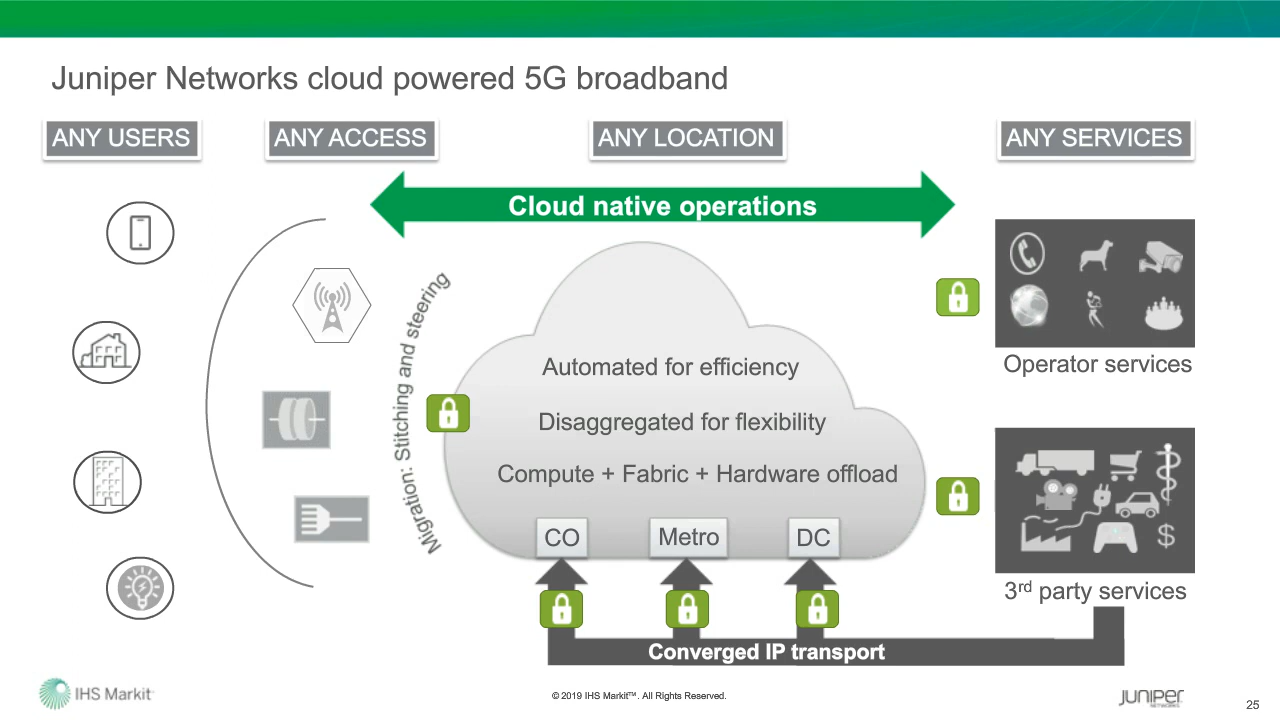 Juniper Networks cloud powered 5G broadband
ANY USERS
ANY ACCESS
ANY LOCATION
ANY SERVICES
Cloud native operations
Migration: Stitching and steering
Automated for efficiency
Disaggregated for flexibility
Compute + Fabric + Hardware offload
CO
Metro
DC
Operator services
3rd party services
$
Converged IP transport
IHS Markit™
© 2019 IHS Markit™. All Rights Reserved.
JUNIPER
NETWORKS
25